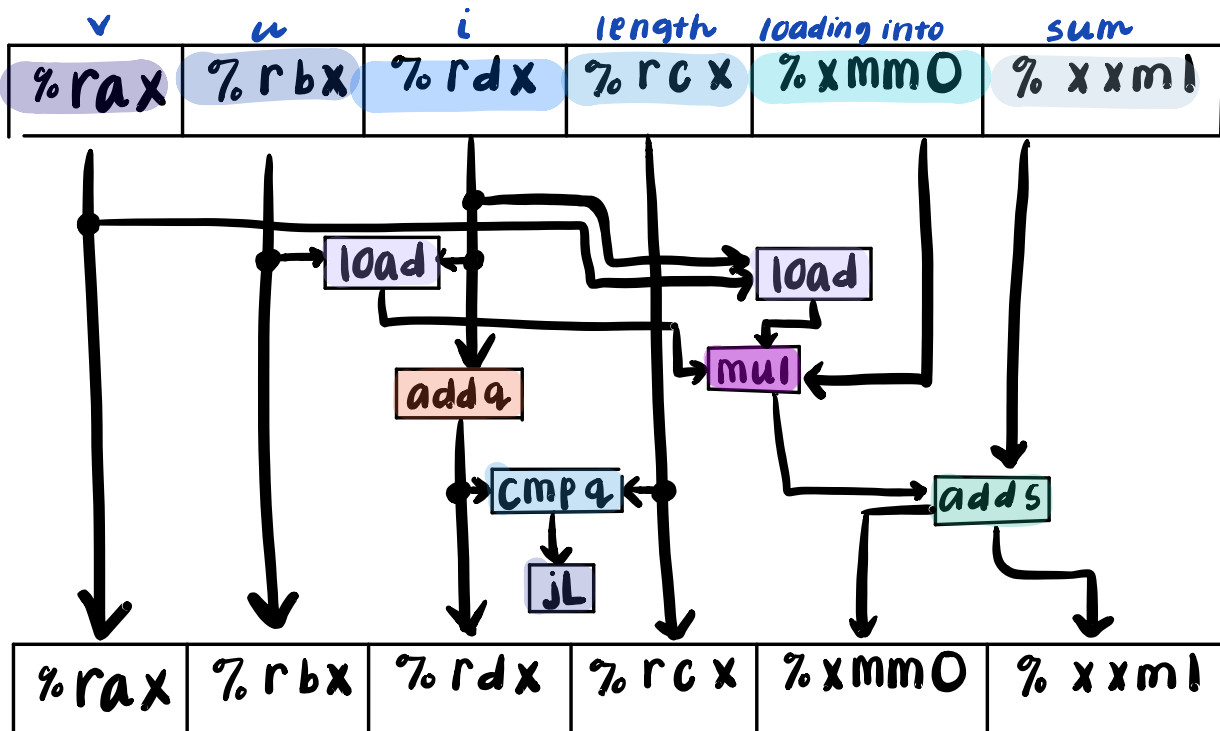 v u i length loading into sum
%rax %rbx %rdx %rcx %xmm0 %xxm1
load load
mul
addq
cmpq adds
jL
%rax %rbx %rdx %rcx %xmm0 %xxm1